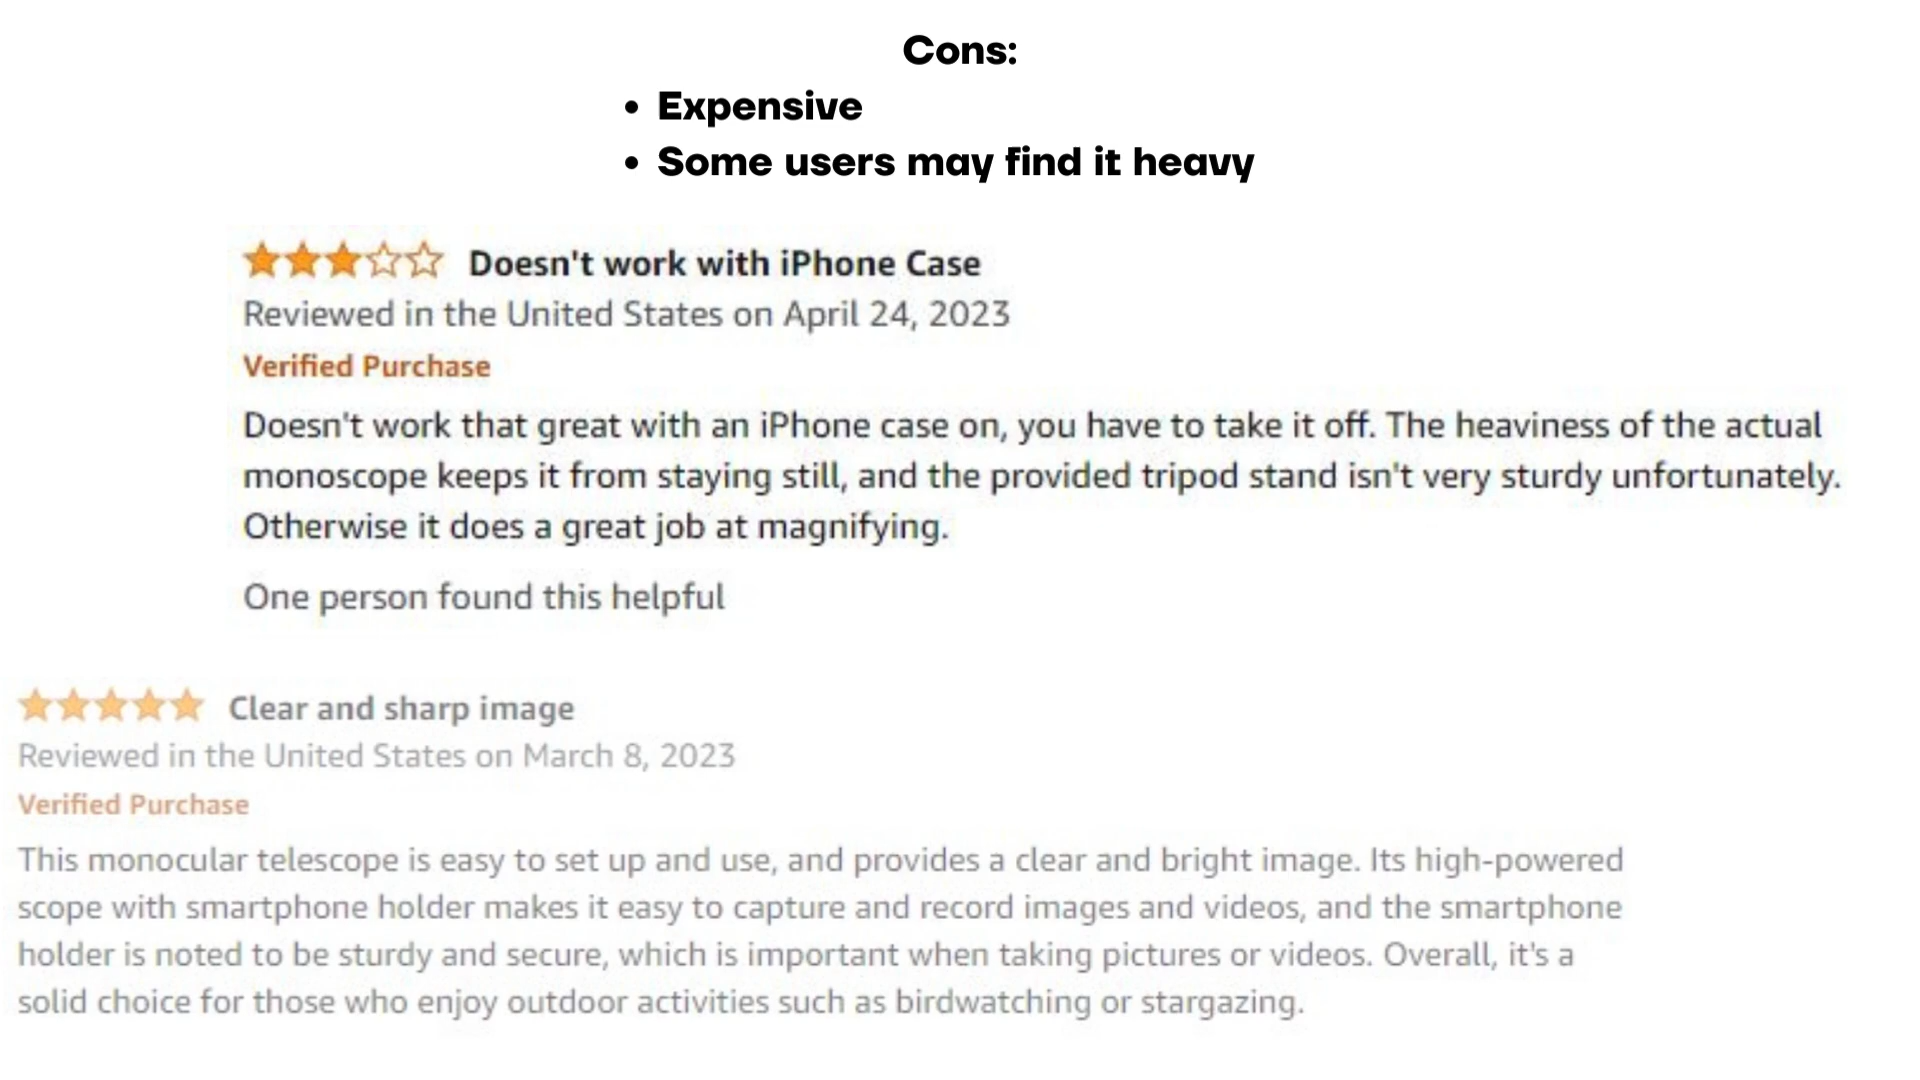 Cons:
• Expensive
• Some users may find it heavy
Doesn't work with iPhone Case
Reviewed in the United States on April 24, 2023
Verified Purchase
Doesn't work that great with an iPhone case on, you have to take it off. The heaviness of the actual
monoscope keeps it from staying still, and the provided tripod stand isn't very sturdy unfortunately.
Otherwise it does a great job at magnifying.
One person found this helpful
Clear and sharp image
Reviewed in the United States on March 8, 2023
Verified Purchase
This monocular telescope is easy to set up and use, and provides a clear and bright image. Its high-powered
scope with smartphone holder makes it easy to capture and record images and videos, and the smartphone
holder is noted to be sturdy and secure, which is important when taking pictures or videos. Overall, it's a
solid choice for those who enjoy outdoor activities such as birdwatching or stargazing.